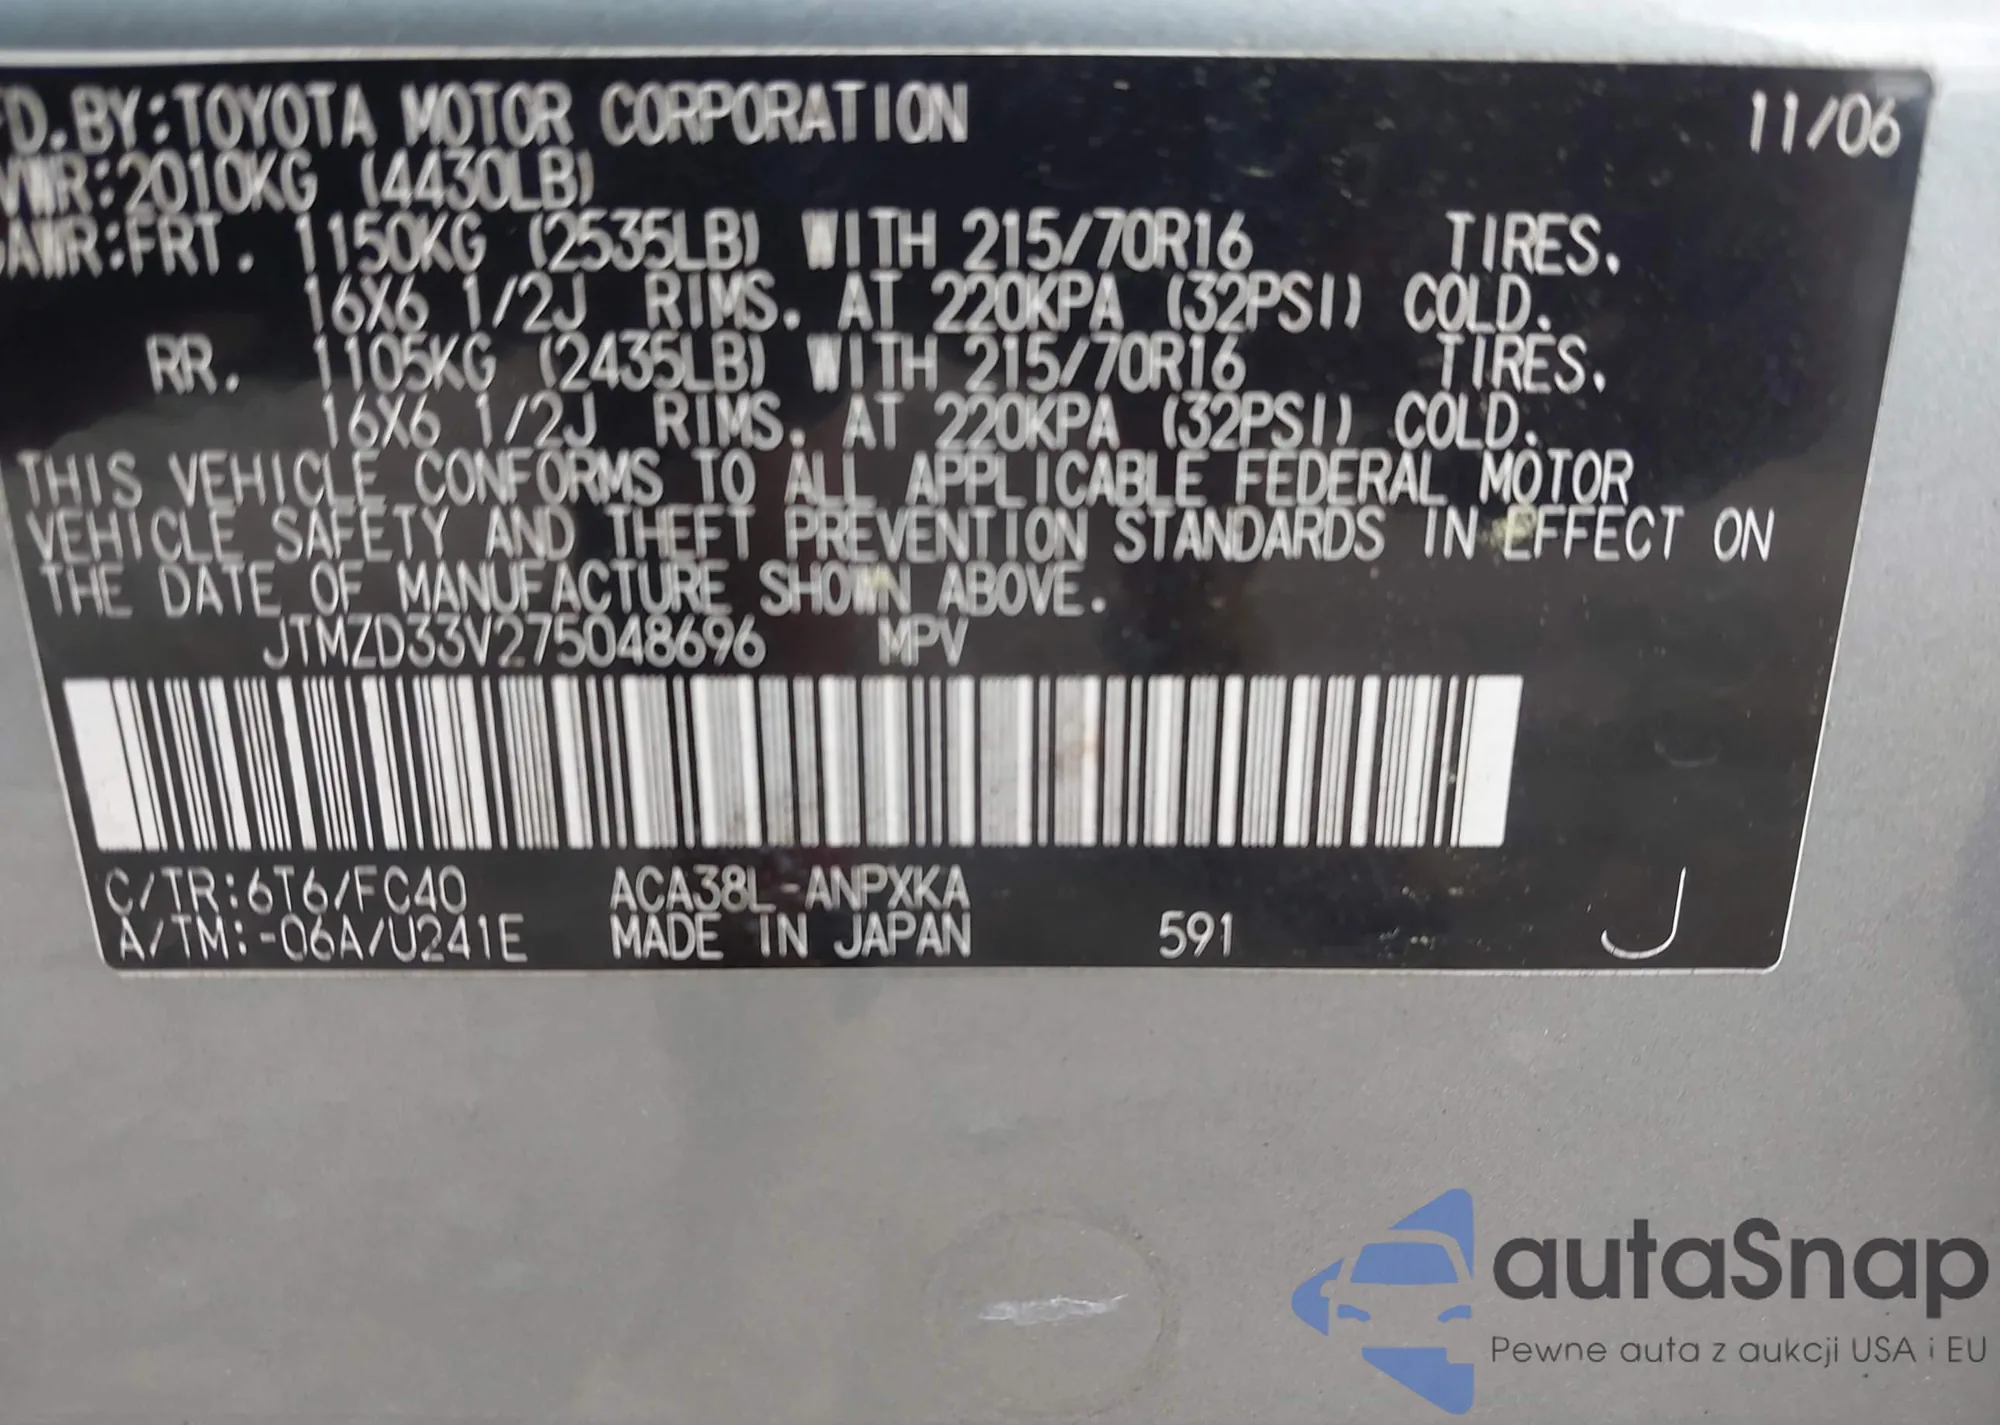 FD. BY:TOYOTA MOTOR CORPORATION 11/06
VWR:2010KG (4430LB)
GAWR:FRT. 1150KG (2535LB) WITH 215/70R16 TIRES.
16X6 1/2J RIMS. AT 220KPA (32PSI) COLD.
RR. 1105KG (2435LB) WITH 215/70R16 TIRES.
16X6 1/2J RIMS. AT 220KPA (32PSI) COLD.
THIS VEHICLE CONFORMS TO ALL APPLICABLE FEDERAL MOTOR
VEHICLE SAFETY AND THEFT PREVENTION STANDARDS IN EFFECT ON
THE DATE OF MANUFACTURE SHOWN ABOVE.
JTMZD33V275048696 MPV
C/TR:6T6/FC40 ACA38L-ANPXKA
A/TM:-06A/U241E MADE IN JAPAN 591
J
autaSnap
Pewne auta z aukcji USA i EU